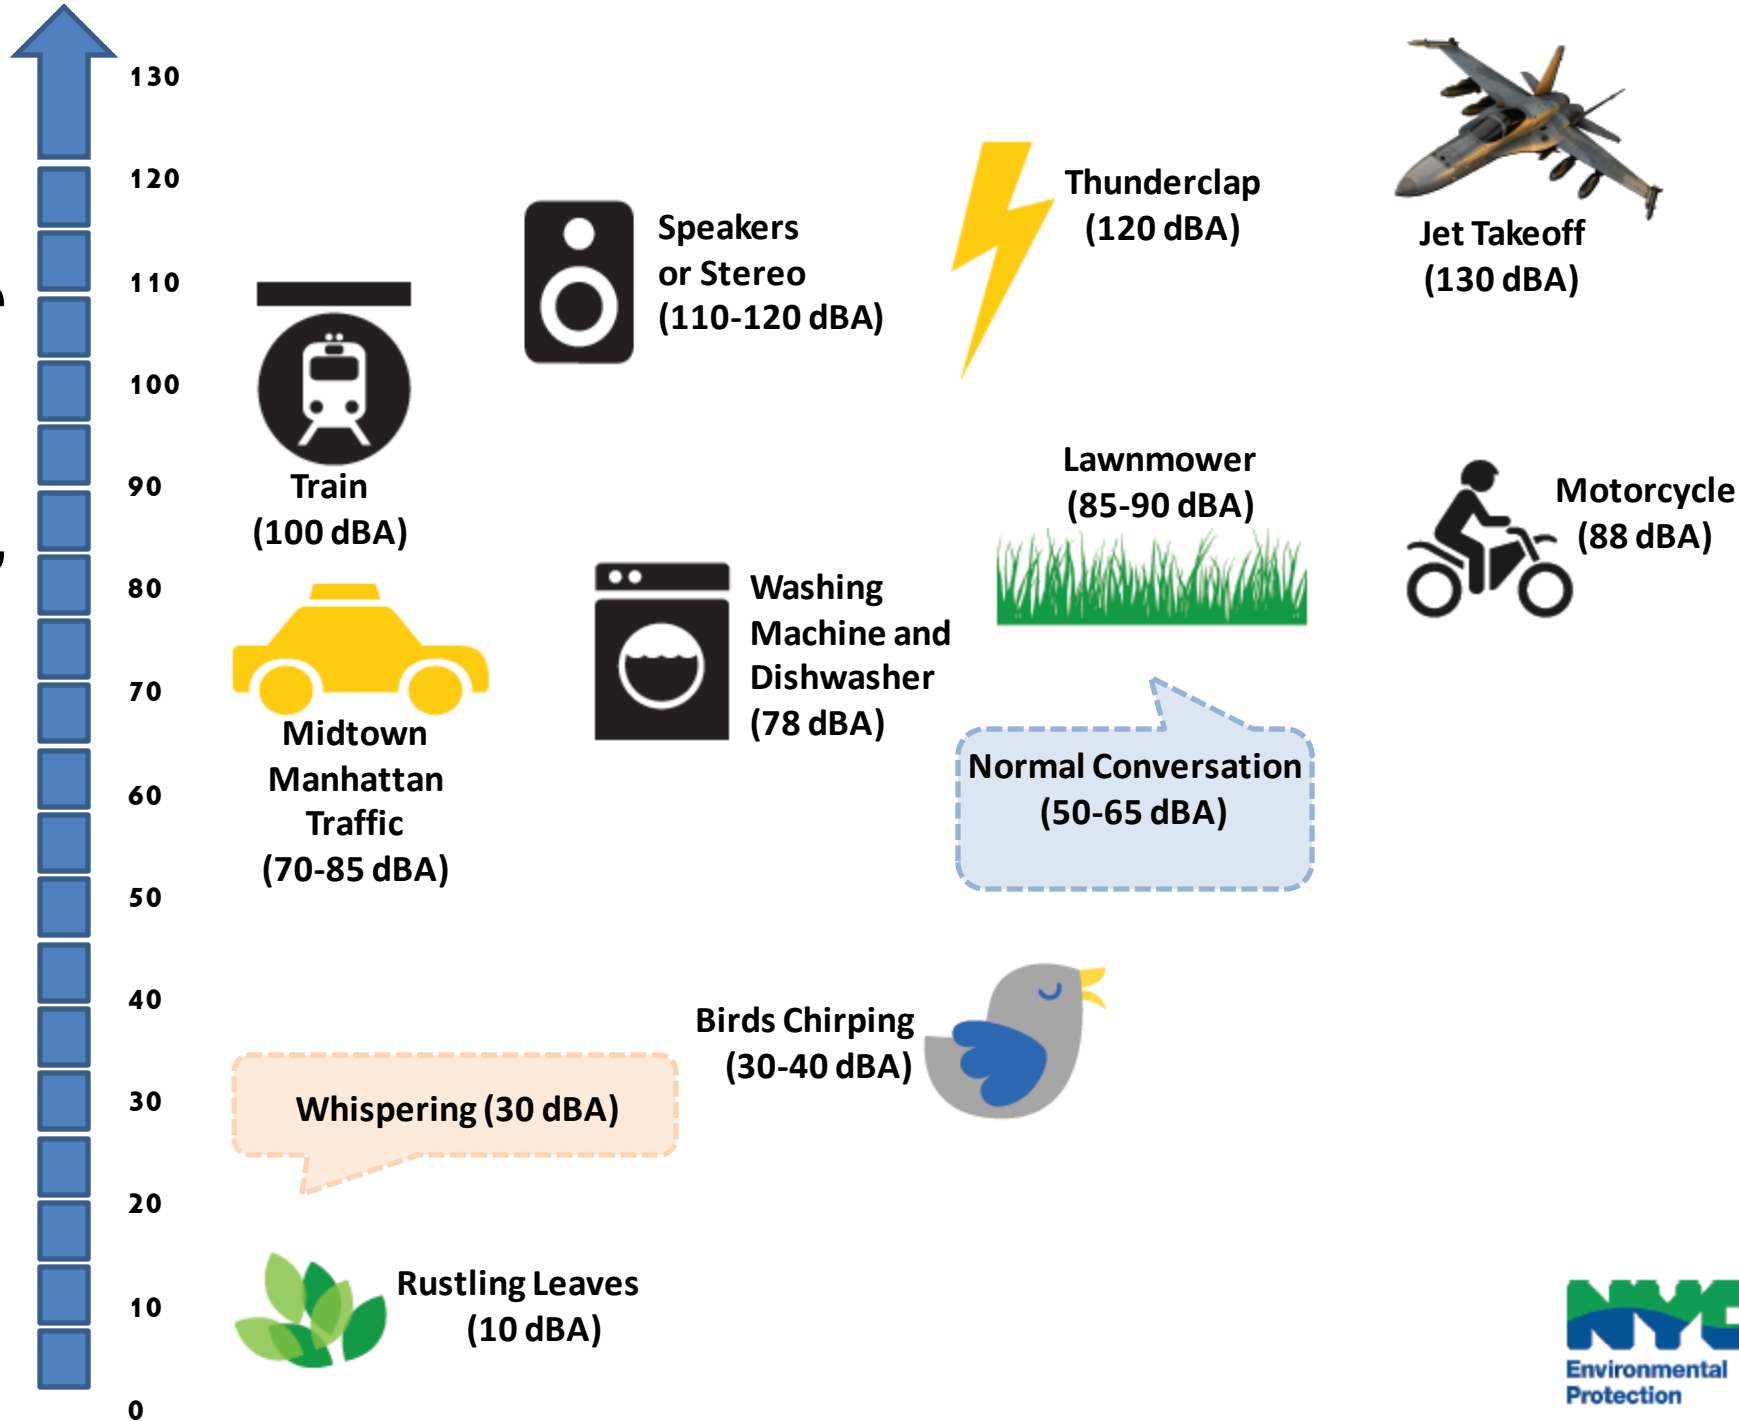 130
120
110
100
90
80
70
60
50
40
30
20
10
0
Jet Takeoff
(130 dBA)
Thunderclap
(120 dBA)
Speakers
or Stereo
(110-120 dBA)
Train
(100 dBA)
Lawnmower
(85-90 dBA)
Motorcycle
(88 dBA)
Washing
Machine and
Dishwasher
(78 dBA)
Midtown
Manhattan
Traffic
(70-85 dBA)
Normal Conversation
(50-65 dBA)
Birds Chirping
(30-40 dBA)
Whispering (30 dBA)
Rustling Leaves
(10 dBA)
NYC
Environmental
Protection